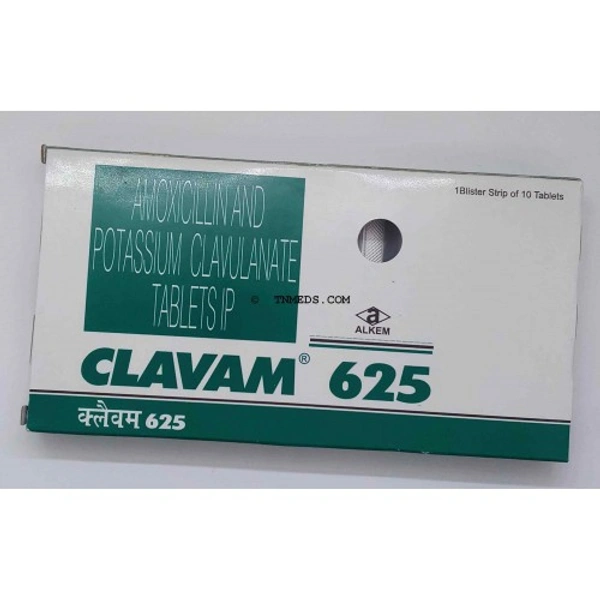 AMOXICILLIN AND
POTASSIUM CLAVULANATE
TABLETS IP
1Blister Strip of 10 Tablets
© TNMEDS.COM
a
ALKEM
CLAVAM® 625
क्लैवम 625